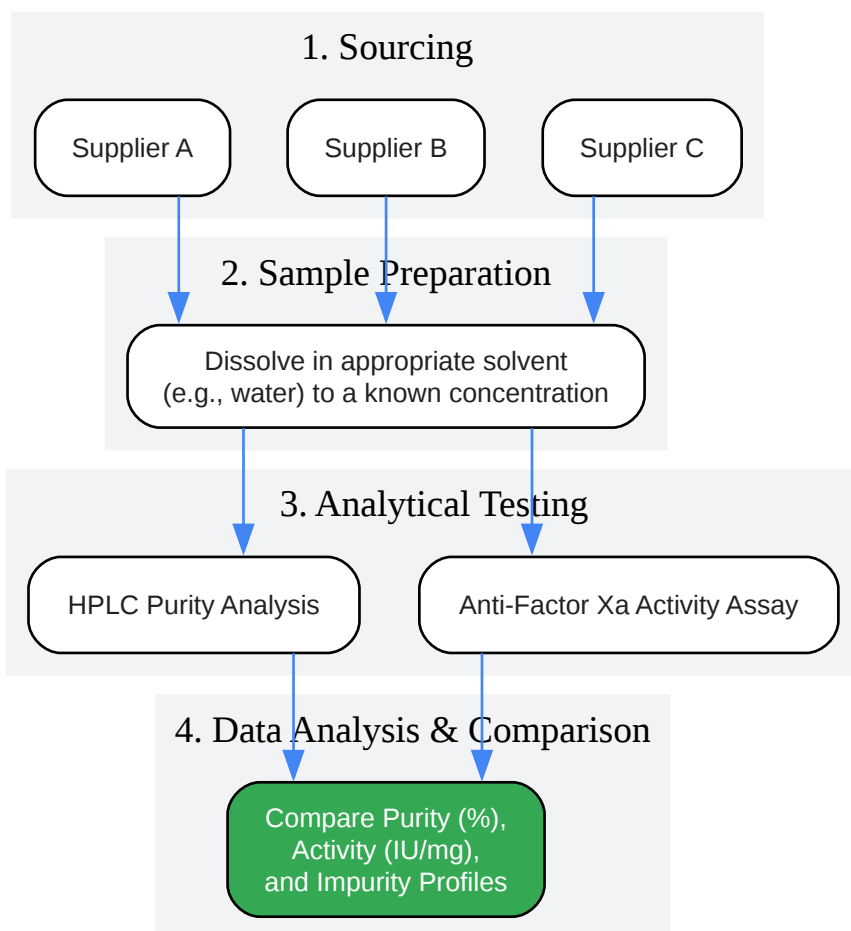 1. Sourcing
Supplier A
Supplier B
Supplier C
2. Sample Preparation
Dissolve in appropriate solvent
(e.g., water) to a known concentration
3. Analytical Testing
HPLC Purity Analysis
Anti-Factor Xa Activity Assay
4. Data Analysis & Comparison
Compare Purity (%),
Activity (IU/mg),
and Impurity Profiles